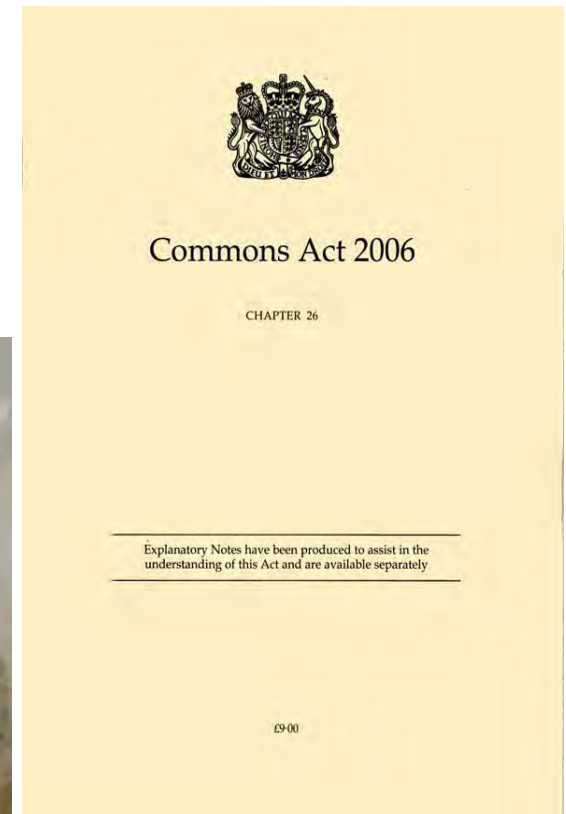 DIEU ET MON DROIT
Commons Act 2006
CHAPTER 26
Explanatory Notes have been produced to assist in the
understanding of this Act and are available separately
£9·00